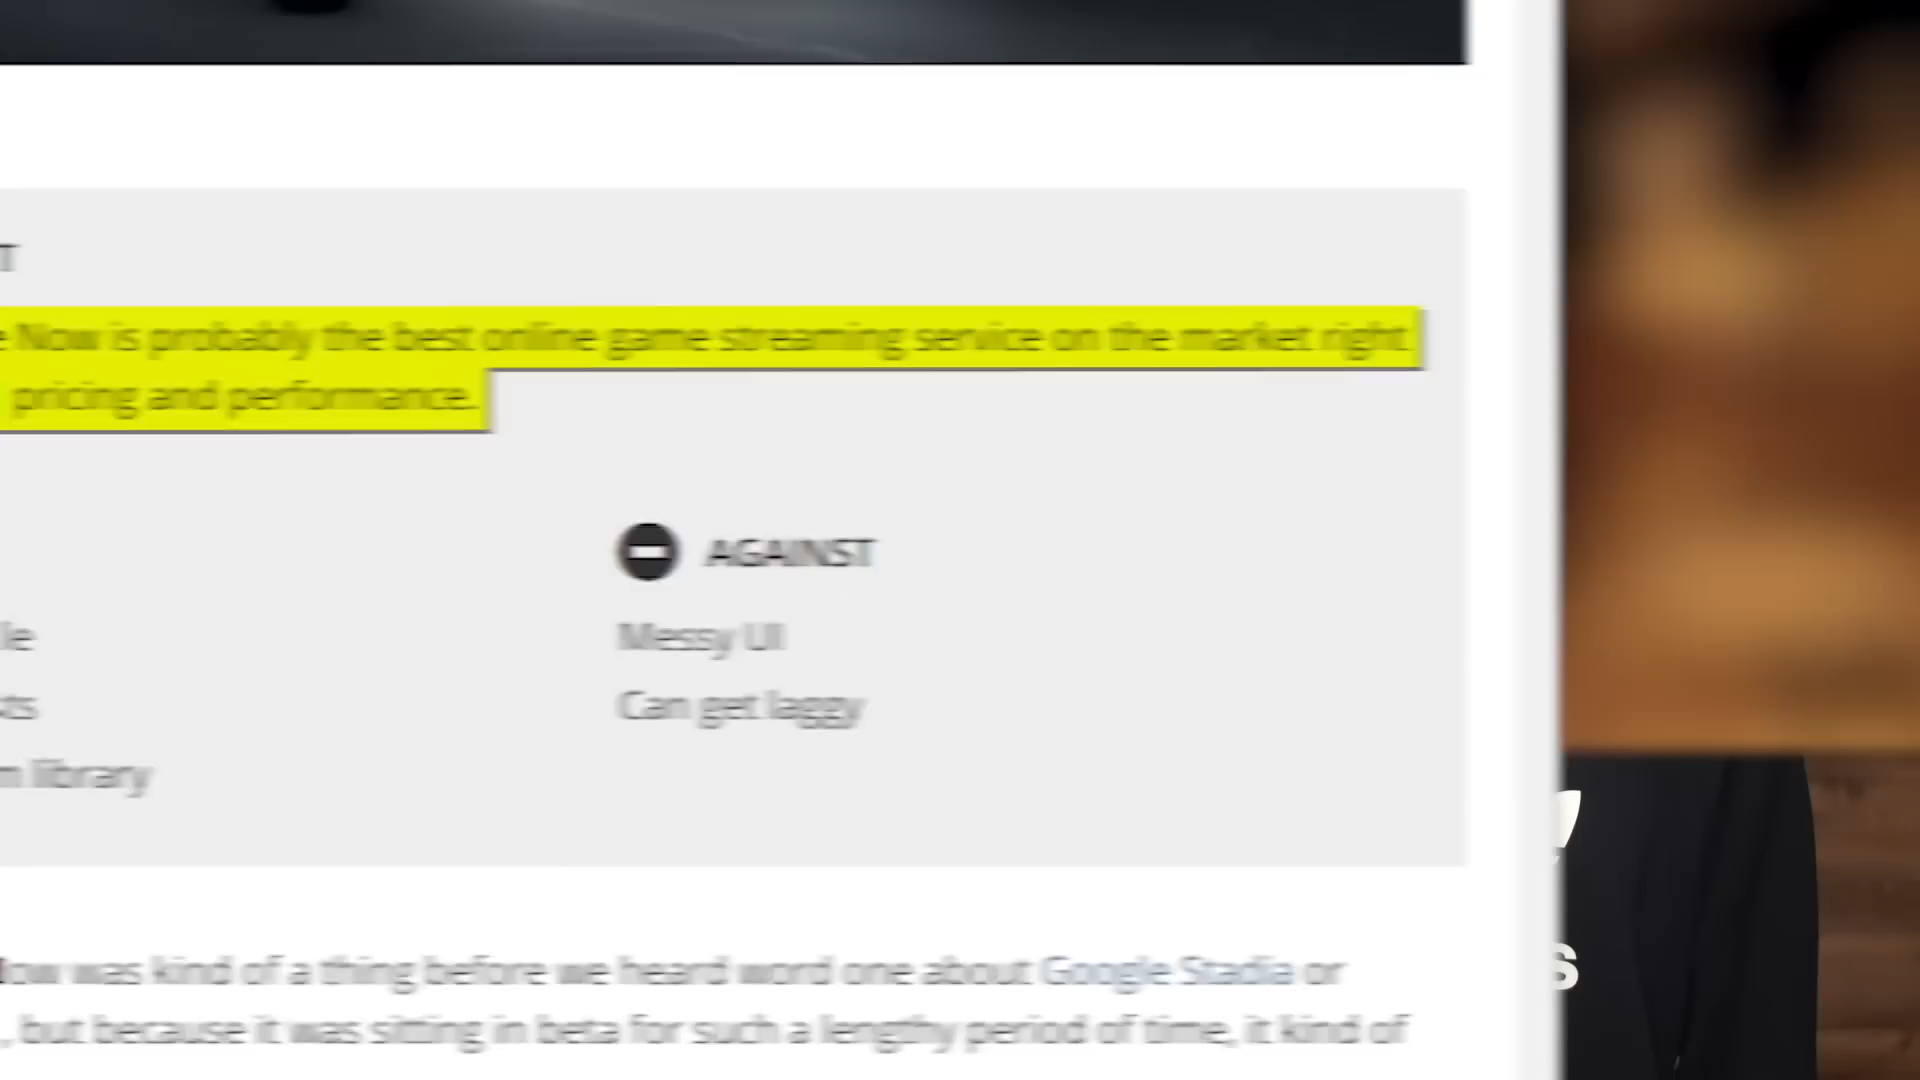 T
e Now is probably the best online game streaming service on the market right
pricing and performance.
AGAINST
le
Messy UI
sts
Can get laggy
m library
Now was kind of a thing before we heard word one about Google Stadia or
, but because it was sitting in beta for such a lengthy period of time, it kind of
s